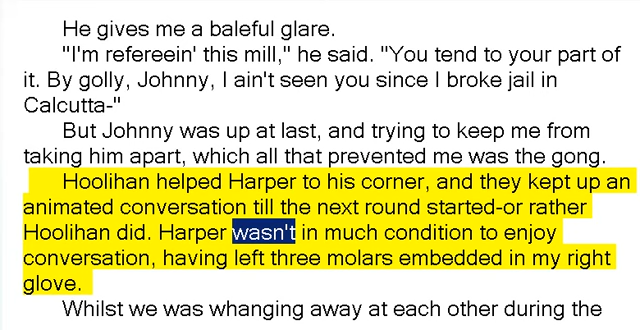 He gives me a baleful glare.
"I'm refereein' this mill," he said. "You tend to your part of
it. By golly, Johnny, I ain't seen you since I broke jail in
Calcutta-"
But Johnny was up at last, and trying to keep me from
taking him apart, which all that prevented me was the gong.
Hoolihan helped Harper to his corner, and they kept up an
animated conversation till the next round started-or rather
Hoolihan did. Harper wasn't in much condition to enjoy
conversation, having left three molars embedded in my right
glove.
Whilst we was whanging away at each other during the